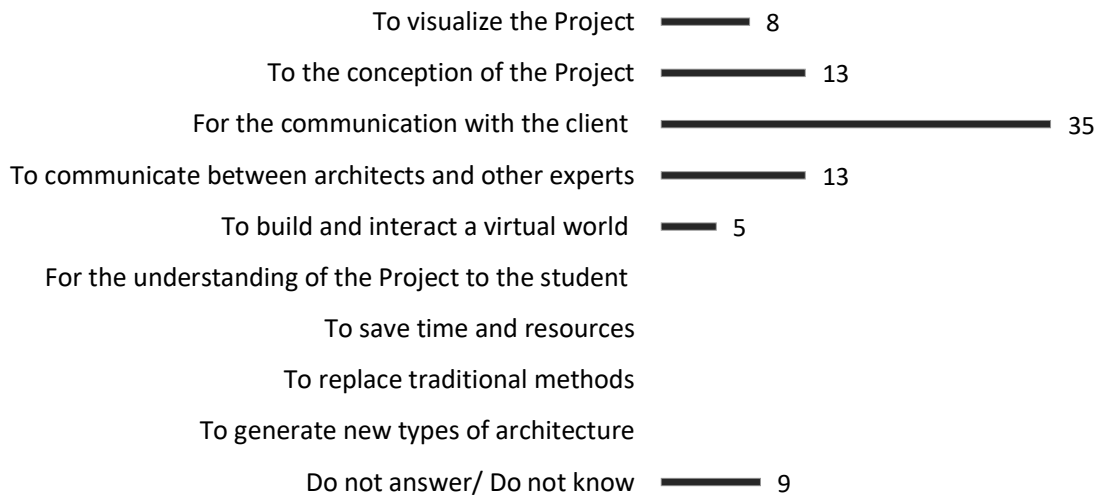 To visualize the Project 8
To the conception of the Project 13
For the communication with the client 35
To communicate between architects and other experts 13
To build and interact a virtual world 5
For the understanding of the Project to the student
To save time and resources
To replace traditional methods
To generate new types of architecture
Do not answer/ Do not know 9